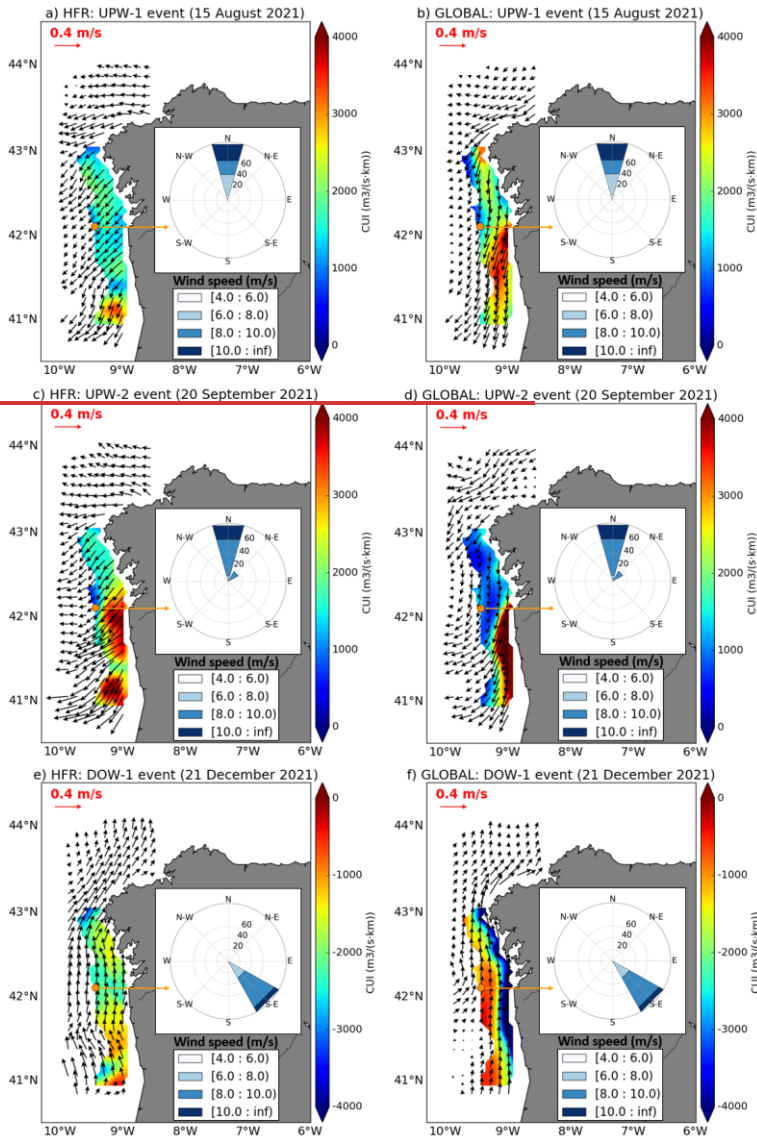 a) HFR: UPW-1 event (15 August 2021)
0.4 m/s
44°N
43°N
42°N
41°N
10°W 9°W 8°W 7°W 6°W
N
N-W N-E
60
40
20
W E
S-W S-E
S
Wind speed (m/s)
[4.0 : 6.0)
[6.0 : 8.0)
[8.0 : 10.0)
[10.0 : inf)
4000
3000
2000
1000
0
CUI (m3/(s·km))
b) GLOBAL: UPW-1 event (15 August 2021)
0.4 m/s
44°N
43°N
42°N
41°N
10°W 9°W 8°W 7°W 6°W
N
N-W N-E
60
40
20
W E
S-W S-E
S
Wind speed (m/s)
[4.0 : 6.0)
[6.0 : 8.0)
[8.0 : 10.0)
[10.0 : inf)
4000
3000
2000
1000
0
CUI (m3/(s·km))
c) HFR: UPW-2 event (20 September 2021)
0.4 m/s
44°N
43°N
42°N
41°N
10°W 9°W 8°W 7°W 6°W
N
N-W N-E
60
40
20
W E
S-W S-E
S
Wind speed (m/s)
[4.0 : 6.0)
[6.0 : 8.0)
[8.0 : 10.0)
[10.0 : inf)
4000
3000
2000
1000
0
CUI (m3/(s·km))
d) GLOBAL: UPW-2 event (20 September 2021)
0.4 m/s
44°N
43°N
42°N
41°N
10°W 9°W 8°W 7°W 6°W
N
N-W N-E
60
40
20
W E
S-W S-E
S
Wind speed (m/s)
[4.0 : 6.0)
[6.0 : 8.0)
[8.0 : 10.0)
[10.0 : inf)
4000
3000
2000
1000
0
CUI (m3/(s·km))
e) HFR: DOW-1 event (21 December 2021)
0.4 m/s
44°N
43°N
42°N
41°N
10°W 9°W 8°W 7°W 6°W
N
N-W N-E
60
40
20
W E
S-W S-E
S
Wind speed (m/s)
[4.0 : 6.0)
[6.0 : 8.0)
[8.0 : 10.0)
[10.0 : inf)
0
-1000
-2000
-3000
-4000
CUI (m3/(s·km))
f) GLOBAL: DOW-1 event (21 December 2021)
0.4 m/s
44°N
43°N
42°N
41°N
10°W 9°W 8°W 7°W 6°W
N
N-W N-E
60
40
20
W E
S-W S-E
S
Wind speed (m/s)
[4.0 : 6.0)
[6.0 : 8.0)
[8.0 : 10.0)
[10.0 : inf)
0
-1000
-2000
-3000
-4000
CUI (m3/(s·km))